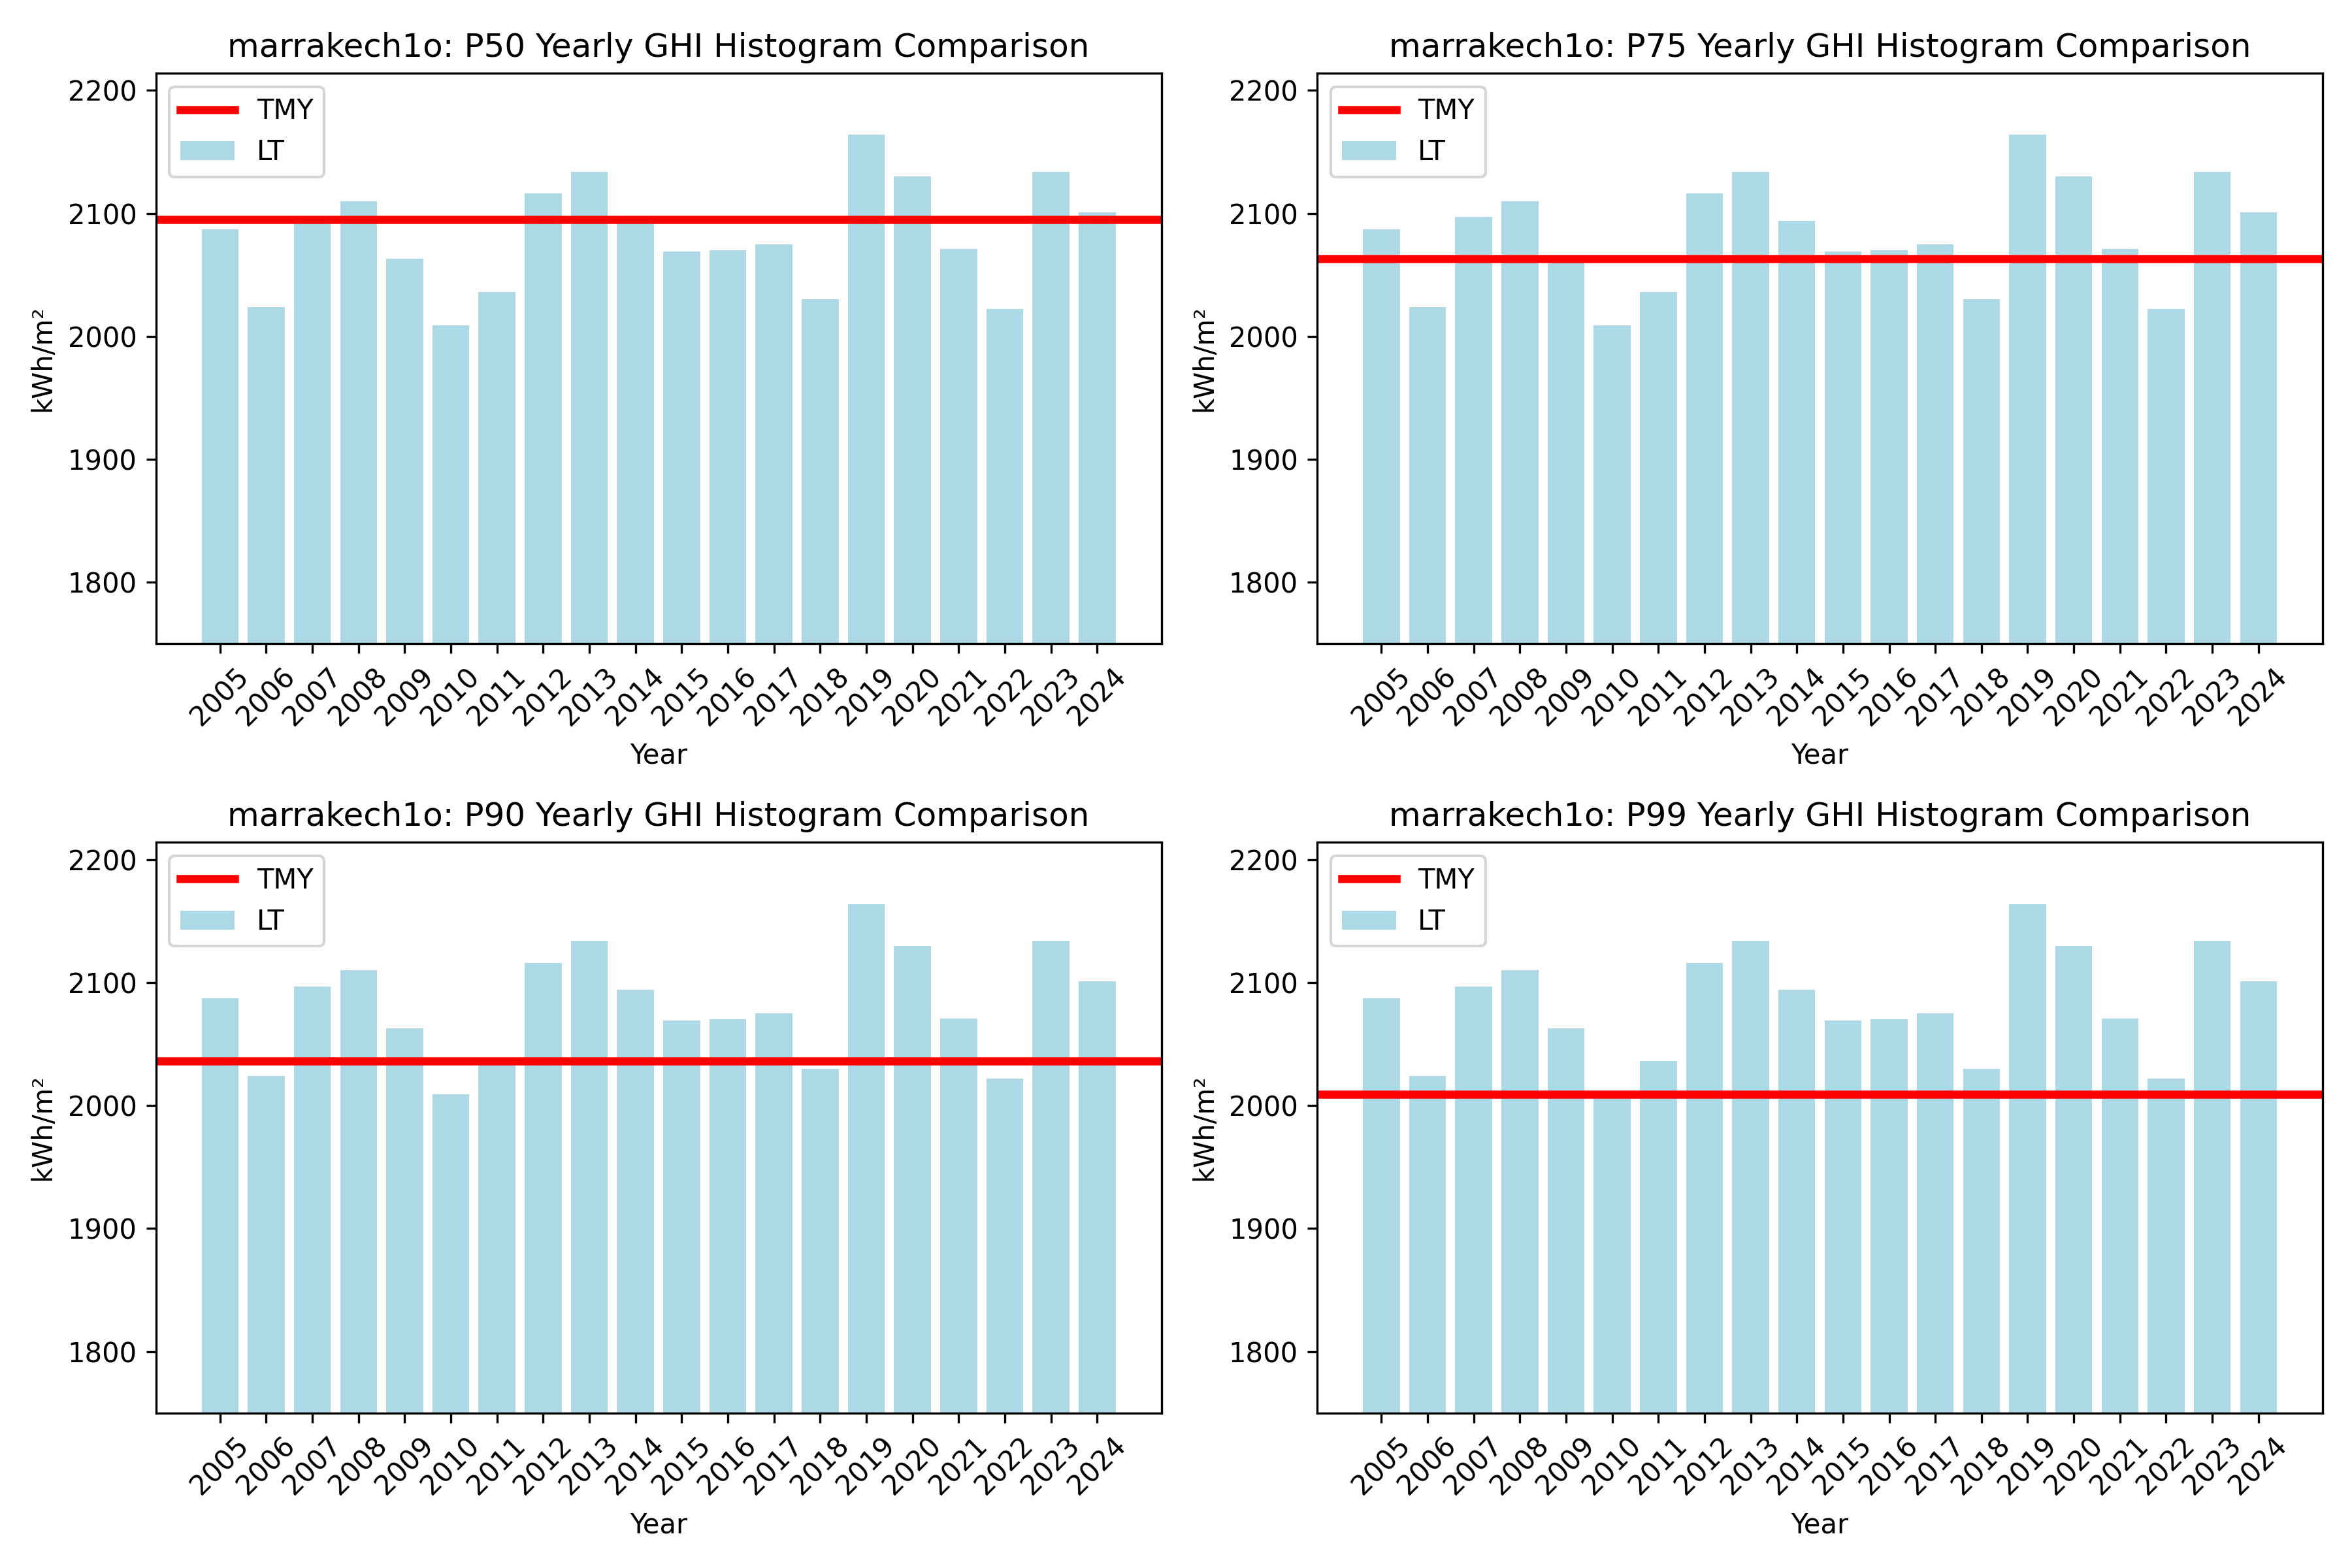 marrakech1o: P50 Yearly GHI Histogram Comparison
2200
2100
2000
1900
1800
kWh/m²
TMY
LT
2005 2006 2007 2008 2009 2010 2011 2012 2013 2014 2015 2016 2017 2018 2019 2020 2021 2022 2023 2024
Year
marrakech1o: P75 Yearly GHI Histogram Comparison
2200
2100
2000
1900
1800
kWh/m²
TMY
LT
2005 2006 2007 2008 2009 2010 2011 2012 2013 2014 2015 2016 2017 2018 2019 2020 2021 2022 2023 2024
Year
marrakech1o: P90 Yearly GHI Histogram Comparison
2200
2100
2000
1900
1800
kWh/m²
TMY
LT
2005 2006 2007 2008 2009 2010 2011 2012 2013 2014 2015 2016 2017 2018 2019 2020 2021 2022 2023 2024
Year
marrakech1o: P99 Yearly GHI Histogram Comparison
2200
2100
2000
1900
1800
kWh/m²
TMY
LT
2005 2006 2007 2008 2009 2010 2011 2012 2013 2014 2015 2016 2017 2018 2019 2020 2021 2022 2023 2024
Year